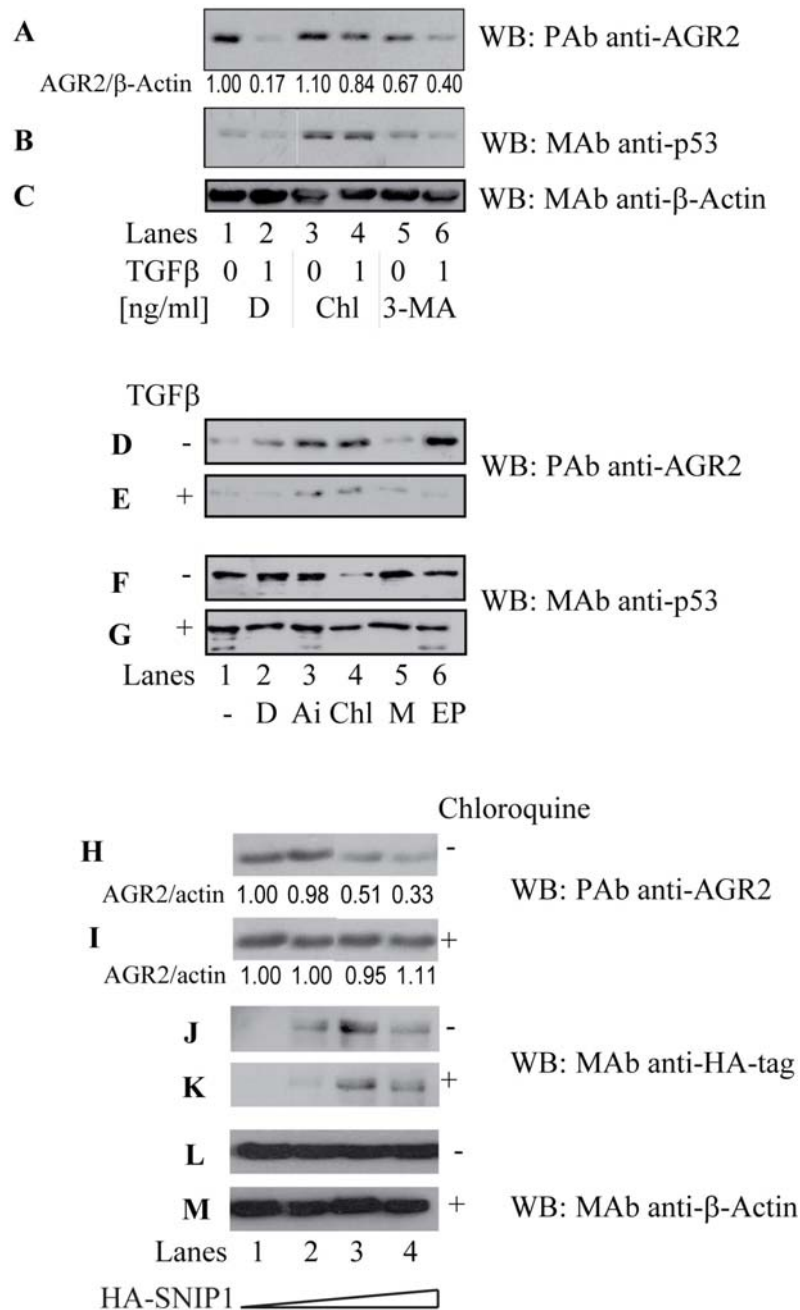 A WB: PAb anti-AGR2
AGR2/β-Actin 1.00 0.17 1.10 0.84 0.67 0.40
B WB: MAb anti-p53
C WB: MAb anti-β-Actin
Lanes 1 2 3 4 5 6
TGFβ 0 1 0 1 0 1
[ng/ml] D Chl 3-MA
TGFβ
D - WB: PAb anti-AGR2
E +
F - WB: MAb anti-p53
G +
Lanes 1 2 3 4 5 6
- D Ai Chl M EP
Chloroquine
H -
AGR2/actin 1.00 0.98 0.51 0.33 WB: PAb anti-AGR2
I +
AGR2/actin 1.00 1.00 0.95 1.11
J - WB: MAb anti-HA-tag
K +
L -
M + WB: MAb anti-β-Actin
Lanes 1 2 3 4
HA-SNIP1